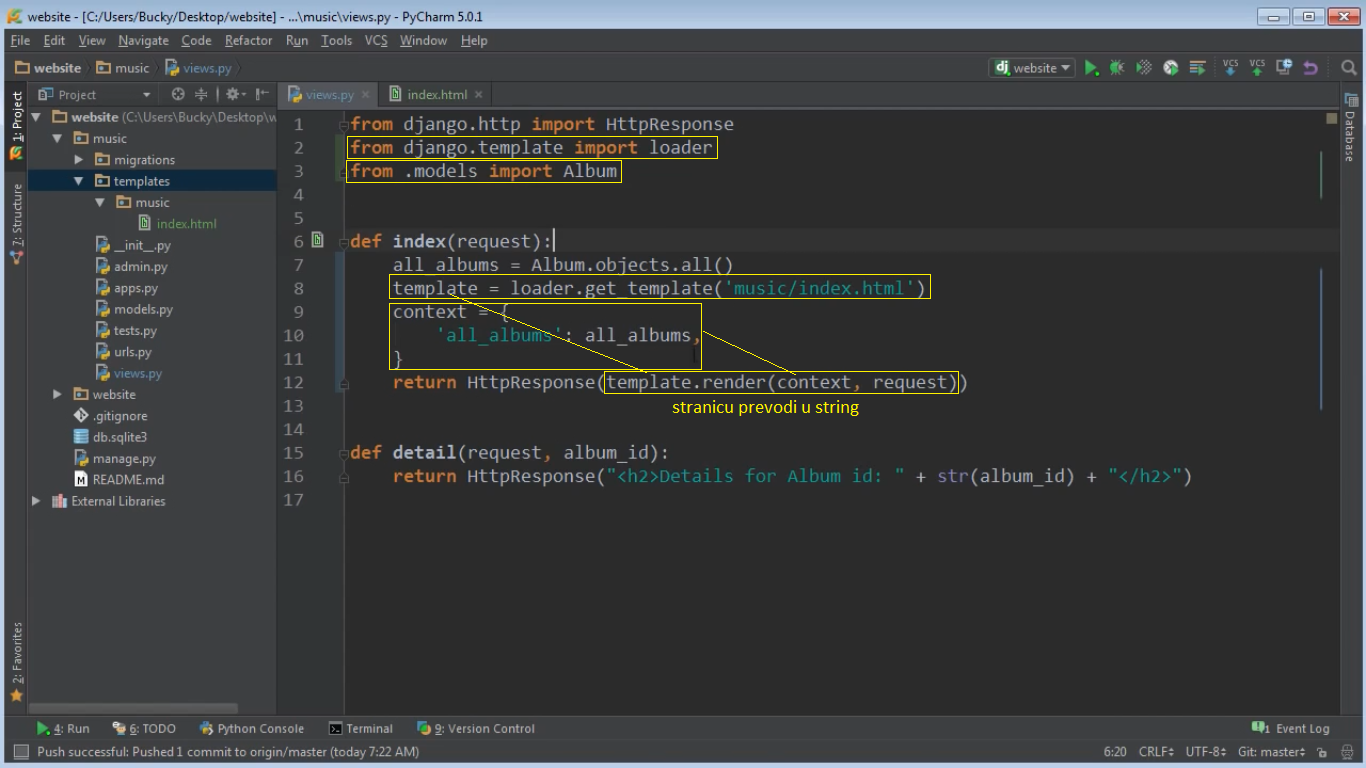 website - [C:/Users/Bucky/Desktop/website] - ...\music\views.py - PyCharm 5.0.1
File Edit View Navigate Code Refactor Run Tools VCS Window Help
website music views.py website VCS VCS
Project views.py index.html
1: Project
7: Structure
2: Favorites
Database
website (C:\Users\Bucky\Desktop\w
music
migrations
templates
music
index.html
__init__.py
admin.py
apps.py
models.py
tests.py
urls.py
views.py
website
.gitignore
db.sqlite3
manage.py
README.md
External Libraries
1 from django.http import HttpResponse
2 from django.template import loader
3 from .models import Album
4
5
6 def index(request):
7 all_albums = Album.objects.all()
8 template = loader.get_template('music/index.html')
9 context = {
10 'all_albums': all_albums,
11 }
12 return HttpResponse(template.render(context, request))
stranicu prevodi u string
13
14
15 def detail(request, album_id):
16 return HttpResponse("<h2>Details for Album id: " + str(album_id) + "</h2>")
17
4: Run 6: TODO Python Console Terminal 9: Version Control 1 Event Log
Push successful: Pushed 1 commit to origin/master (today 7:22 AM) 6:20 CRLF UTF-8 Git: master